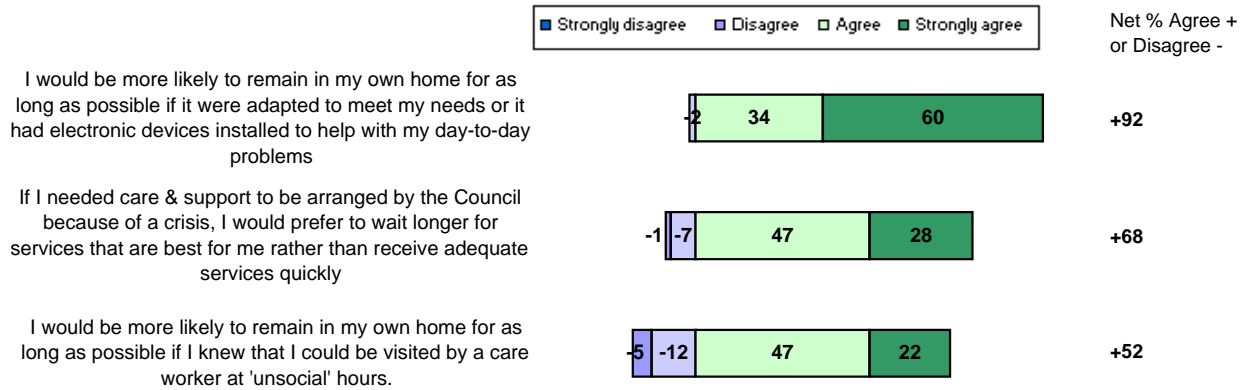 Strongly disagree Disagree Agree Strongly agree
Net % Agree +
or Disagree -
I would be more likely to remain in my own home for as
long as possible if it were adapted to meet my needs or it
had electronic devices installed to help with my day-to-day
problems
-2 34 60
+92
If I needed care & support to be arranged by the Council
because of a crisis, I would prefer to wait longer for
services that are best for me rather than receive adequate
services quickly
-1 -7 47 28
+68
I would be more likely to remain in my own home for as
long as possible if I knew that I could be visited by a care
worker at 'unsocial' hours.
-5 -12 47 22
+52